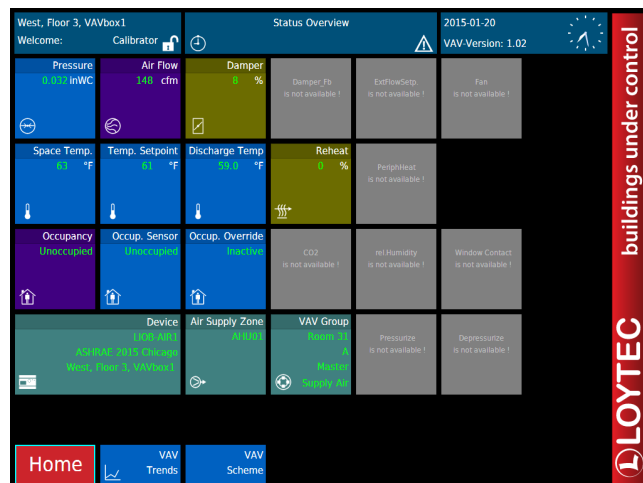 West, Floor 3, VAVbox1
Welcome: Calibrator
Status Overview
2015-01-20
VAV-Version: 1.02
Pressure
0.032 inWC
Air Flow
148 cfm
Damper
8 %
Damper_Fb
is not available !
ExtFlowSetp.
is not available !
Fan
is not available !
Space Temp.
63 °F
Temp. Setpoint
61 °F
Discharge Temp
59.0 °F
Reheat
0 %
PeriphHeat
is not available !
Occupancy
Unoccupied
Occup. Sensor
Unoccupied
Occup. Override
Inactive
CO2
is not available !
rel.Humidity
is not available !
Window Contact
is not available !
Device
LIOB-AIR1
ASHRAE 2015 Chicago
West, Floor 3, VAVbox1
Air Supply Zone
AHU01
VAV Group
Room 31
A
Master
Supply Air
Pressurize
is not available !
Depressurize
is not available !
Home
VAV
Trends
VAV
Scheme
buildings under control
LOYTEC